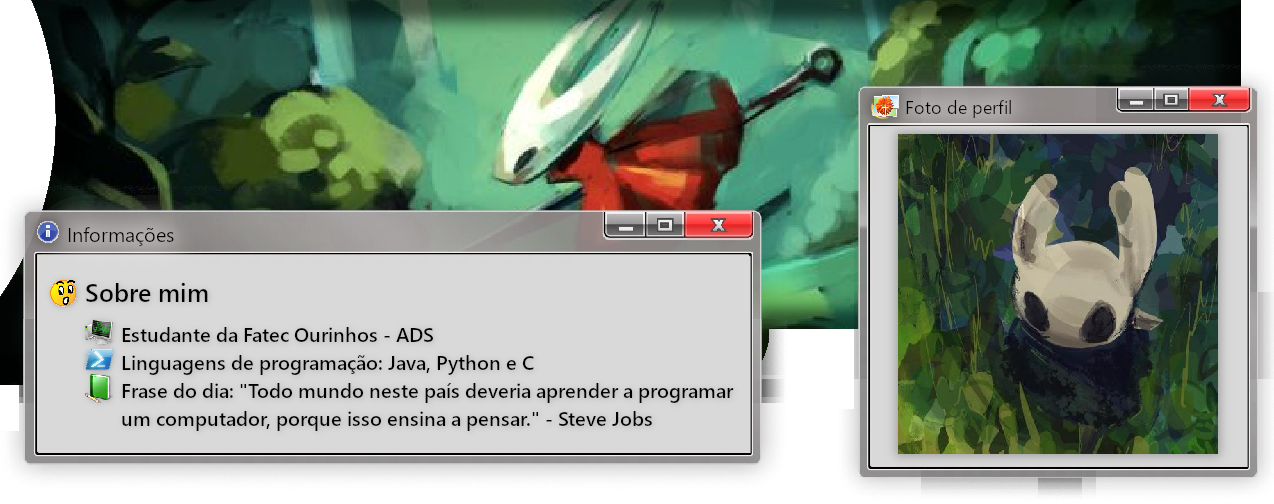 Foto de perfil
Informações
Sobre mim
Estudante da Fatec Ourinhos - ADS
Linguagens de programação: Java, Python e C
Frase do dia: "Todo mundo neste país deveria aprender a programar
um computador, porque isso ensina a pensar." - Steve Jobs